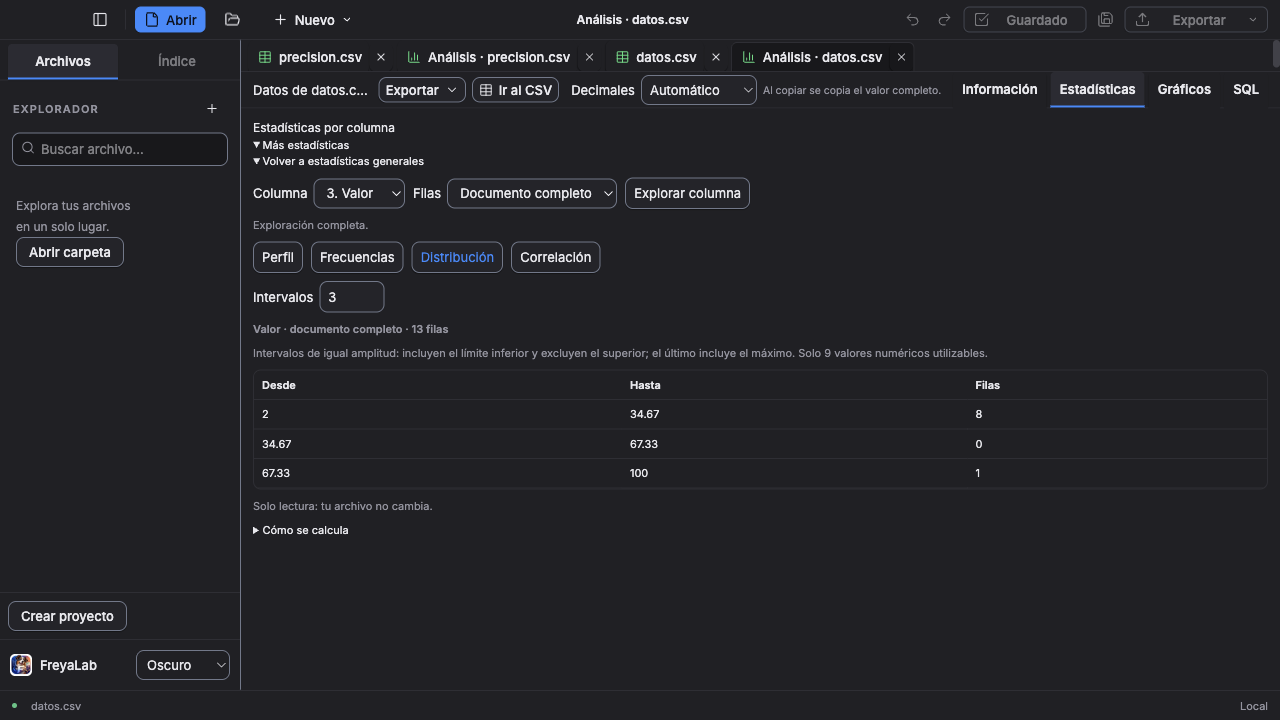 Abrir
Nuevo
Análisis · datos.csv
Guardado
Exportar
Archivos
Índice
precision.csv
Análisis · precision.csv
datos.csv
Análisis · datos.csv
EXPLORADOR
Buscar archivo...
Explora tus archivos
en un solo lugar.
Abrir carpeta
Crear proyecto
FreyaLab
Oscuro
Datos de datos.c...
Exportar
Ir al CSV
Decimales
Automático
Al copiar se copia el valor completo.
Información
Estadísticas
Gráficos
SQL
Estadísticas por columna
Más estadísticas
Volver a estadísticas generales
Columna 3. Valor Filas Documento completo Explorar columna
Exploración completa.
Perfil Frecuencias Distribución Correlación
Intervalos 3
Valor · documento completo · 13 filas
Intervalos de igual amplitud: incluyen el límite inferior y excluyen el superior; el último incluye el máximo. Solo 9 valores numéricos utilizables.
Desde Hasta Filas
2 34.67 8
34.67 67.33 0
67.33 100 1
Solo lectura: tu archivo no cambia.
Cómo se calcula
datos.csv
Local